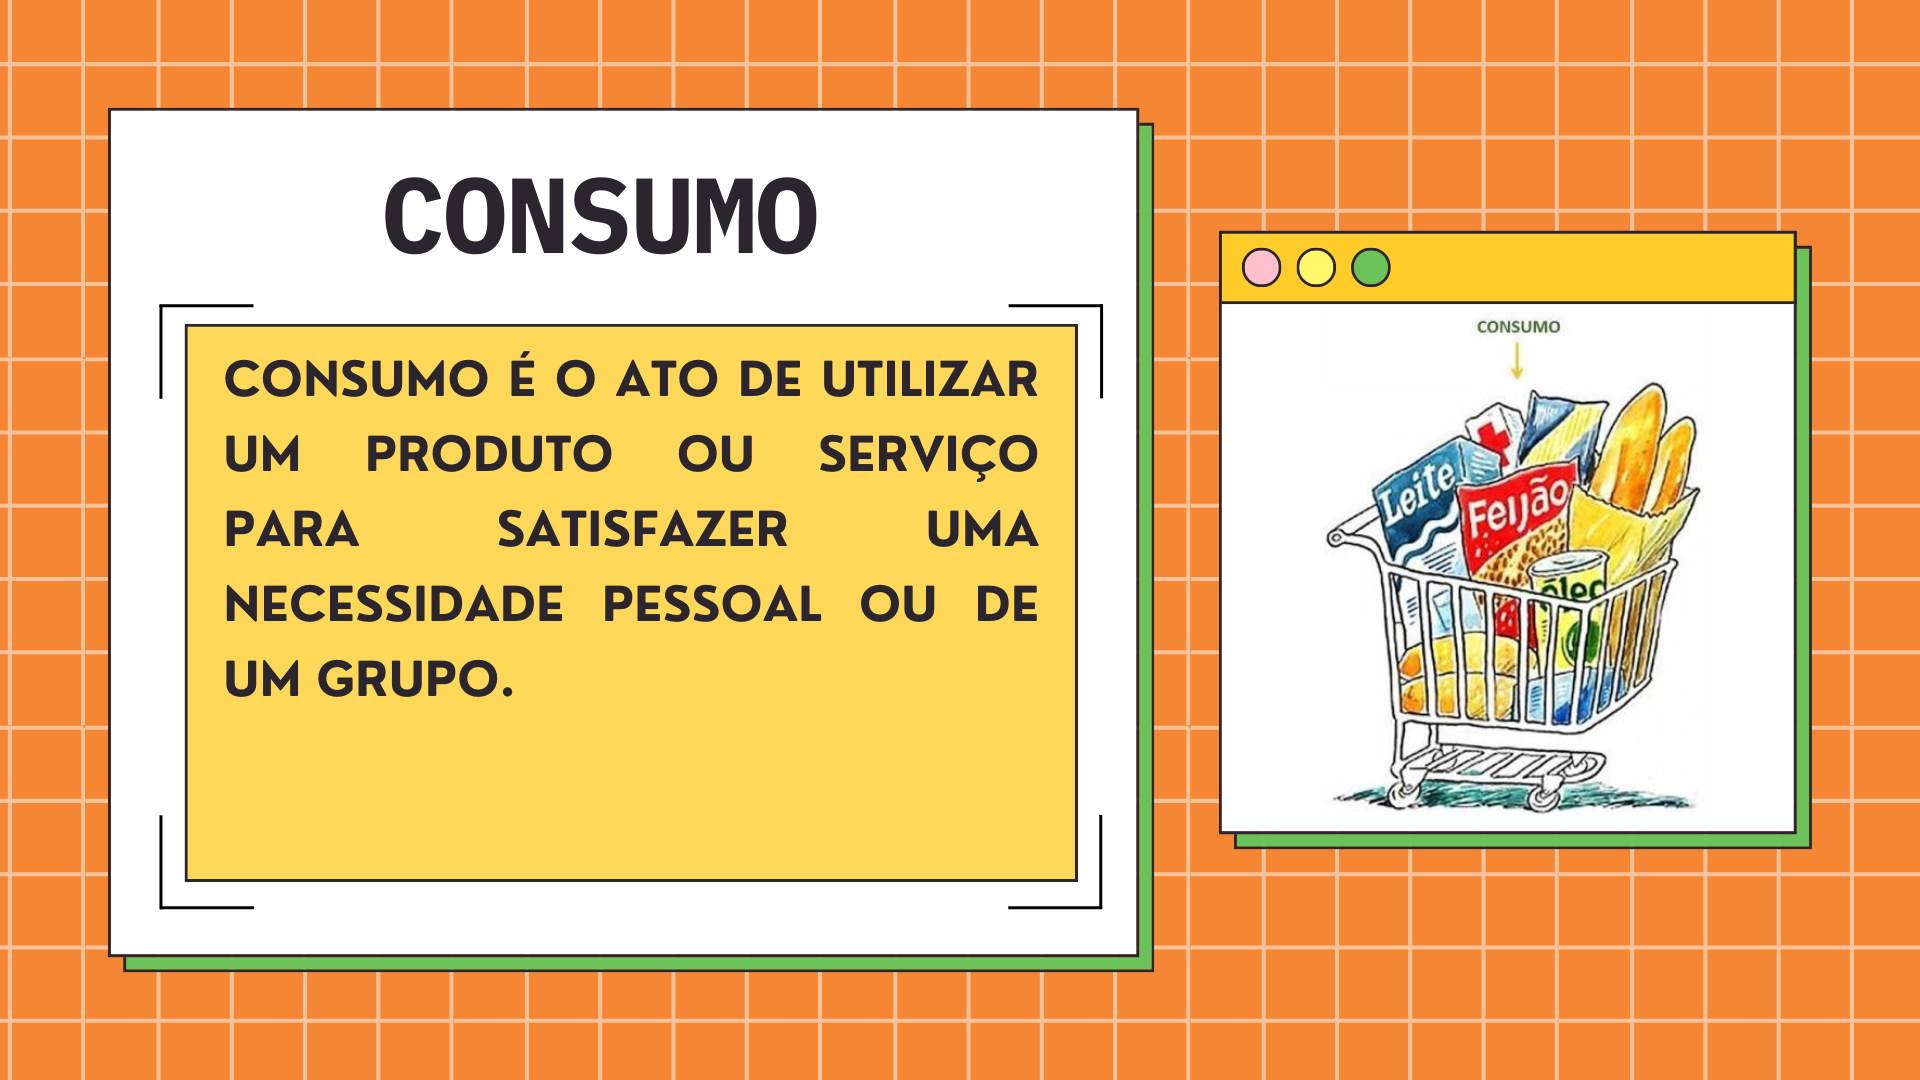 CONSUMO
CONSUMO É O ATO DE UTILIZAR
UM PRODUTO OU SERVIÇO
PARA SATISFAZER UMA
NECESSIDADE PESSOAL OU DE
UM GRUPO.
CONSUMO
Leite
Feijão
óleo